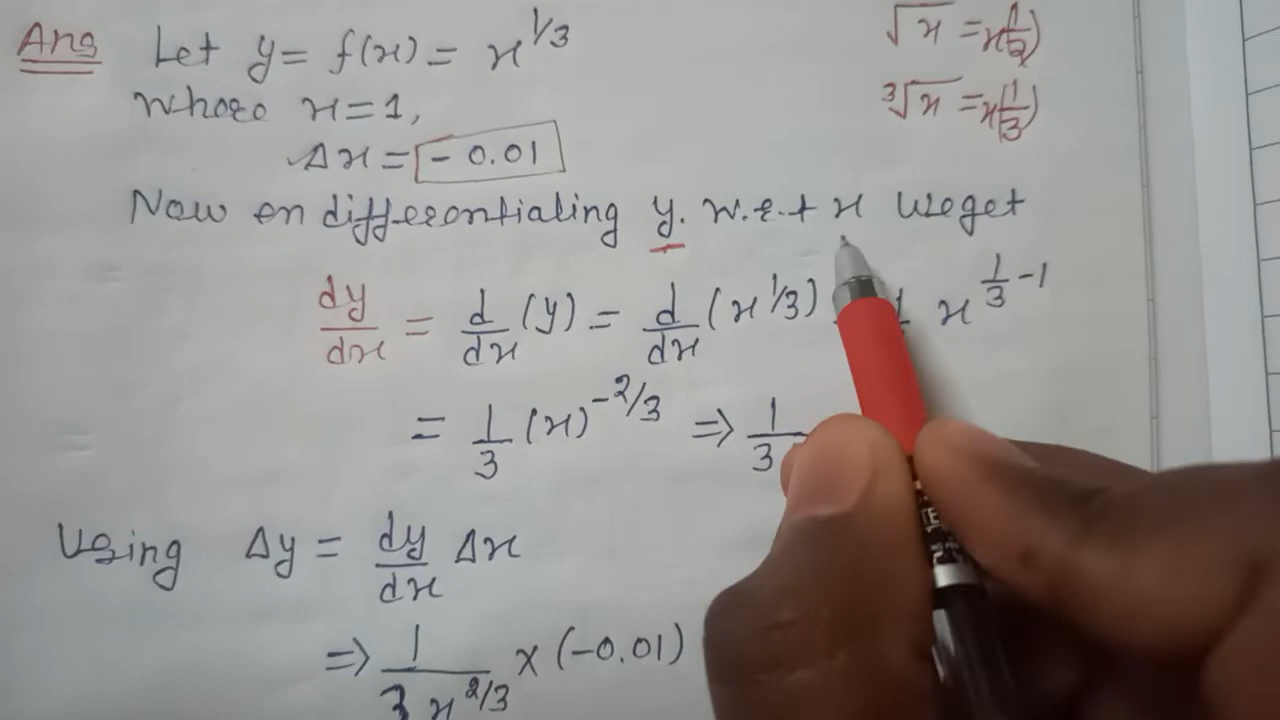 Ans Let y = f(x) = x^1/3
√x = x(1/2)
Where x = 1,
∛x = x(1/3)
Δx = - 0.01
Now on differentialing y. w.r.t x we get
dy/dx = d/dx (y) = d/dx (x^1/3) x^1/3 - 1
= 1/3 (x)^-2/3 ⇒ 1/3
Using Δy = dy/dx Δx
⇒ 1/3x^2/3 × (-0.01)